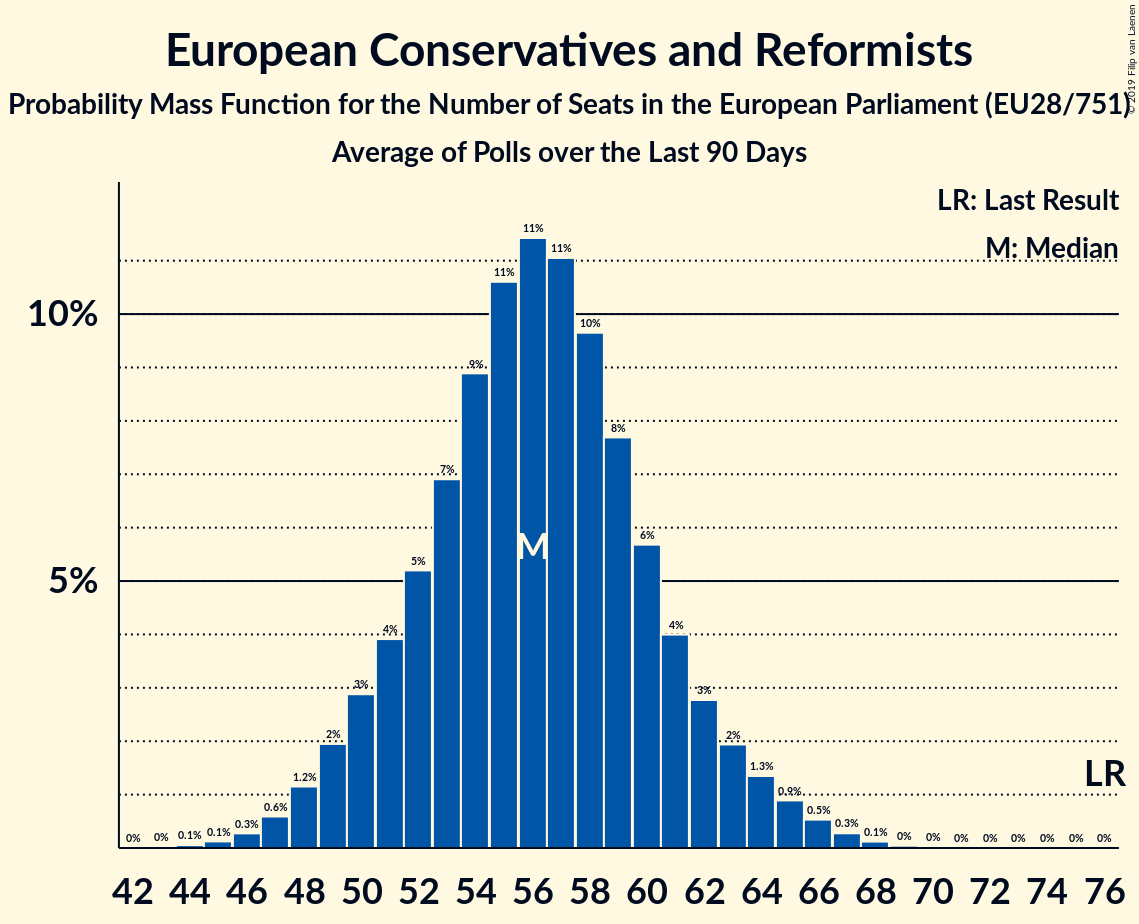 European Conservatives and Reformists
Probability Mass Function for the Number of Seats in the European Parliament (EU28/751)
Average of Polls over the Last 90 Days
© 2019 Filip van Laenen
LR: Last Result
M: Median
10%
5%
0% 0% 0.1% 0.1% 0.3% 0.6% 1.2% 2% 3% 4% 5% 7% 9% 11% 11% 11% 10% 8% 6% 4% 3% 2% 1.3% 0.9% 0.5% 0.3% 0.1% 0% 0% 0% 0% 0% 0% 0% 0%
M
LR
42 44 46 48 50 52 54 56 58 60 62 64 66 68 70 72 74 76